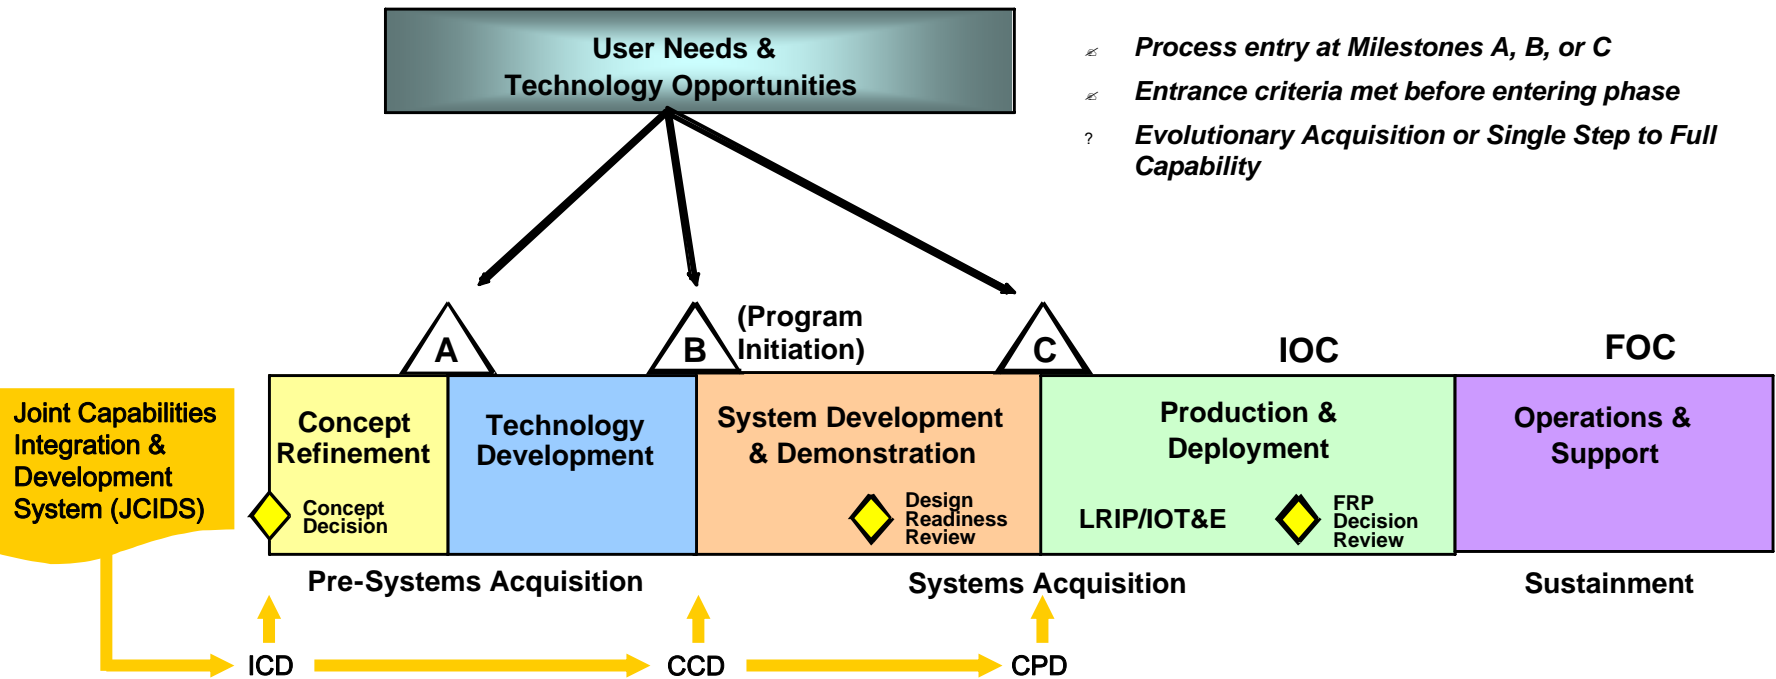 User Needs &
Technology Opportunities
Process entry at Milestones A, B, or C
Entrance criteria met before entering phase
? Evolutionary Acquisition or Single Step to Full
Capability
A
B
(Program
Initiation)
C
IOC
FOC
Joint Capabilities
Integration &
Development
System (JCIDS)
Concept
Refinement
Concept
Decision
Technology
Development
System Development
& Demonstration
Design
Readiness
Review
Production &
Deployment
LRIP/IOT&E
FRP
Decision
Review
Operations &
Support
Pre-Systems Acquisition
Systems Acquisition
Sustainment
ICD
CCD
CPD